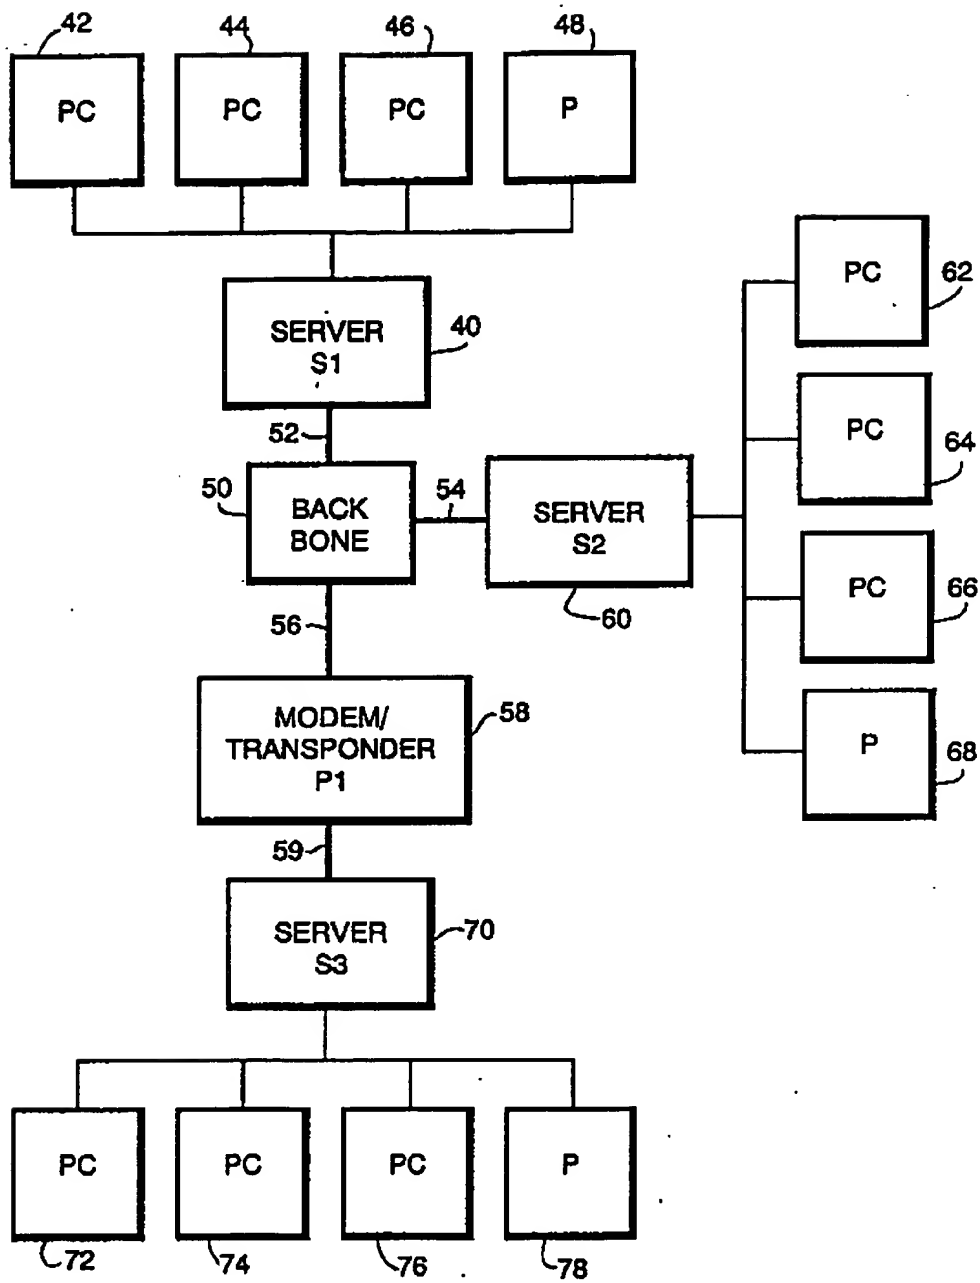 42
44
46
48
PC
PC
PC
P
SERVER
S1
40
52
50
BACK
BONE
54
SERVER
S2
60
PC
62
PC
64
PC
66
P
68
56
MODEM/
TRANSPONDER
P1
58
59
SERVER
S3
70
PC
PC
PC
P
72
74
76
78